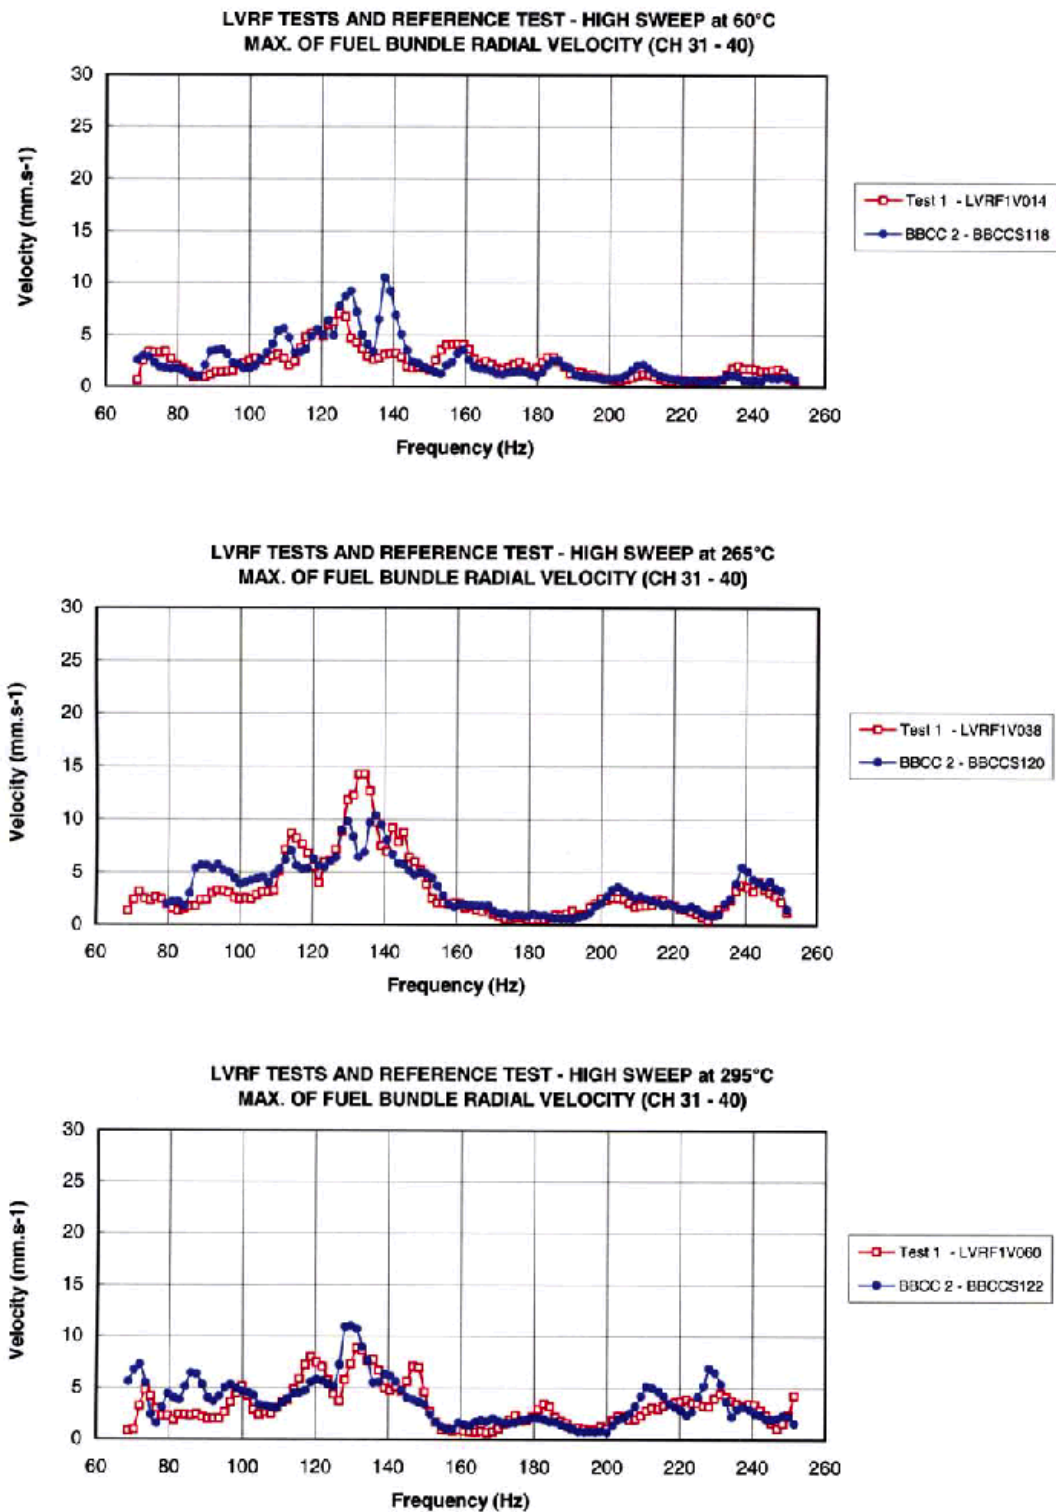 LVRF TESTS AND REFERENCE TEST - HIGH SWEEP at 60°C
MAX. OF FUEL BUNDLE RADIAL VELOCITY (CH 31 - 40)
30
25
20
15
10
5
0
Velocity (mm.s-1)
60 80 100 120 140 160 180 200 220 240 260
Frequency (Hz)
Test 1 - LVRF1V014
BBCC 2 - BBCCS118
LVRF TESTS AND REFERENCE TEST - HIGH SWEEP at 265°C
MAX. OF FUEL BUNDLE RADIAL VELOCITY (CH 31 - 40)
30
25
20
15
10
5
0
Velocity (mm.s-1)
60 80 100 120 140 160 180 200 220 240 260
Frequency (Hz)
Test 1 - LVRF1V038
BBCC 2 - BBCCS120
LVRF TESTS AND REFERENCE TEST - HIGH SWEEP at 295°C
MAX. OF FUEL BUNDLE RADIAL VELOCITY (CH 31 - 40)
30
25
20
15
10
5
0
Velocity (mm.s-1)
60 80 100 120 140 160 180 200 220 240 260
Frequency (Hz)
Test 1 - LVRF1V060
BBCC 2 - BBCCS122